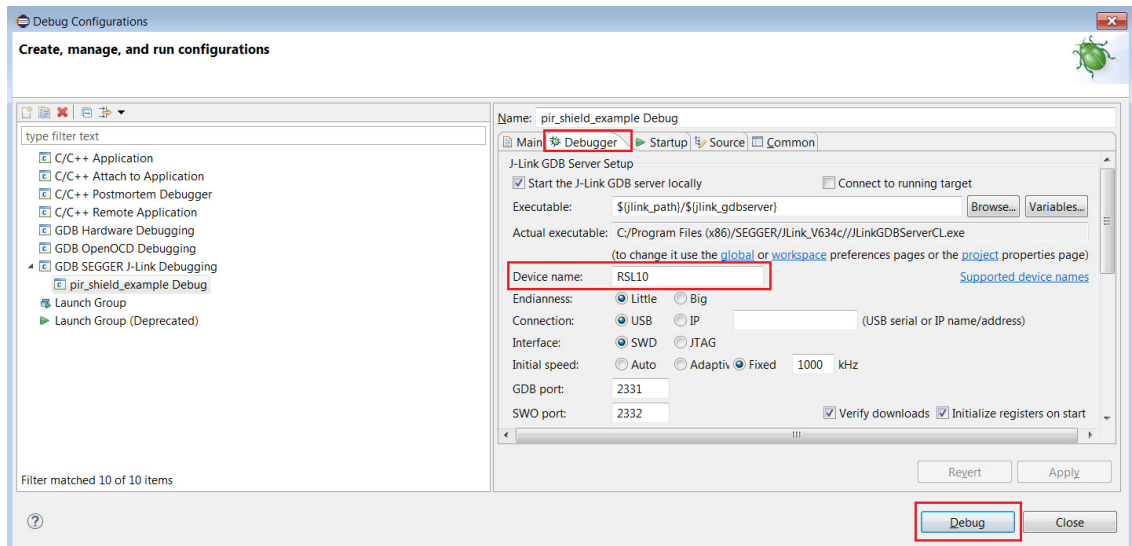 Debug Configurations
Create, manage, and run configurations
type filter text
C/C++ Application
C/C++ Attach to Application
C/C++ Postmortem Debugger
C/C++ Remote Application
GDB Hardware Debugging
GDB OpenOCD Debugging
GDB SEGGER J-Link Debugging
pir_shield_example Debug
Launch Group
Launch Group (Deprecated)
Filter matched 10 of 10 items
Name: pir_shield_example Debug
Main Debugger Startup Source Common
J-Link GDB Server Setup
Start the J-Link GDB server locally Connect to running target
Executable: ${jlink_path}/${jlink_gdbserver} Browse... Variables...
Actual executable: C:/Program Files (x86)/SEGGER/JLink_V634c//JLinkGDBServerCL.exe
(to change it use the global or workspace preferences pages or the project properties page)
Device name: RSL10 Supported device names
Endianness: Little Big
Connection: USB IP (USB serial or IP name/address)
Interface: SWD JTAG
Initial speed: Auto Adaptiv Fixed 1000 kHz
GDB port: 2331
SWO port: 2332 Verify downloads Initialize registers on start
Revert Apply
? Debug Close